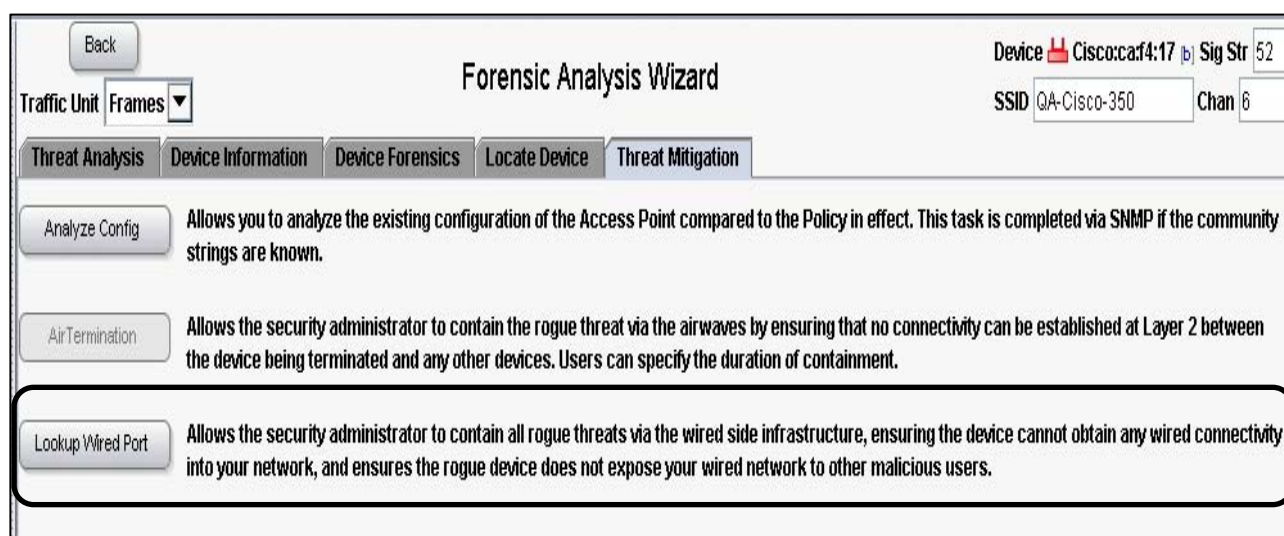 Back
Forensic Analysis Wizard
Device Cisco:ca:f4:17 [b] Sig Str 52
Traffic Unit Frames
SSID QA-Cisco-350 Chan 6
Threat Analysis Device Information Device Forensics Locate Device Threat Mitigation
Analyze Config
Allows you to analyze the existing configuration of the Access Point compared to the Policy in effect. This task is completed via SNMP if the community
strings are known.
AirTermination
Allows the security administrator to contain the rogue threat via the airwaves by ensuring that no connectivity can be established at Layer 2 between
the device being terminated and any other devices. Users can specify the duration of containment.
Lookup Wired Port
Allows the security administrator to contain all rogue threats via the wired side infrastructure, ensuring the device cannot obtain any wired connectivity
into your network, and ensures the rogue device does not expose your wired network to other malicious users.